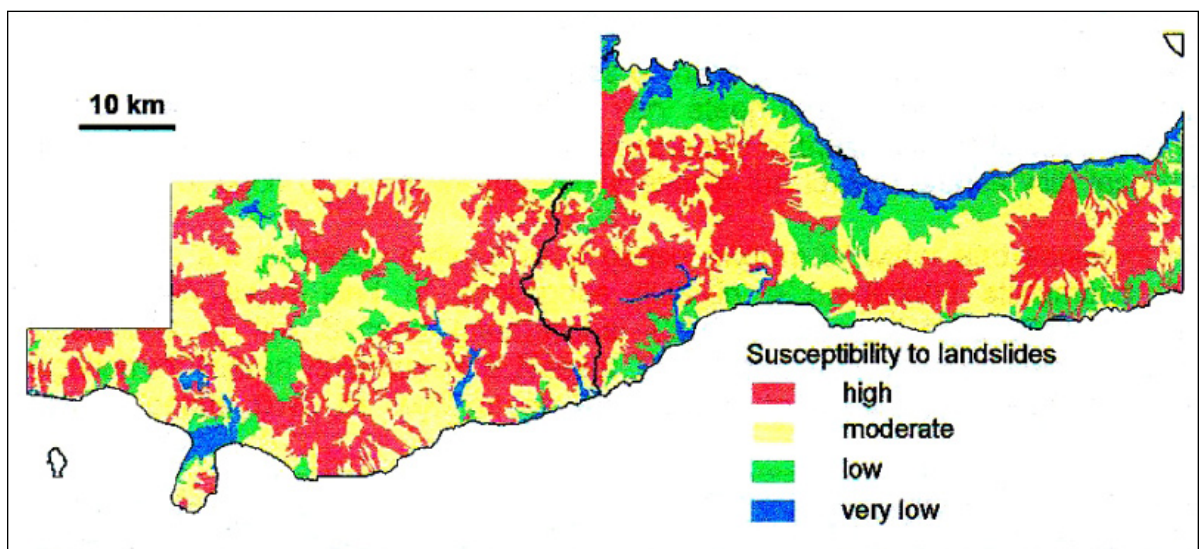 10 km
Susceptibility to landslides
high
moderate
low
very low